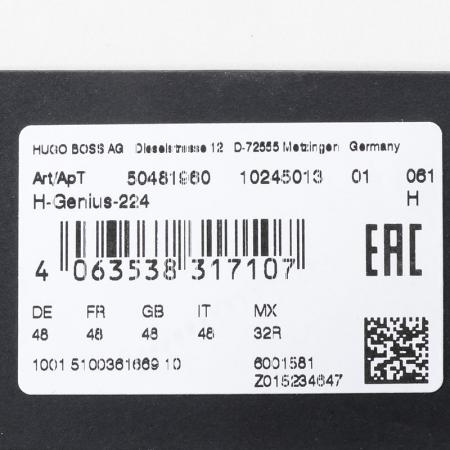 HUGO BOSS AG Dieselstrasse 12 D-72555 Metzingen Germany
Art/ApT 50481960 10245013 01 061
H-Genius-224 H
4 063538 317107
EAC
DE FR GB IT MX
48 48 48 48 32R
1001 5100361669 10 6001581
Z015234647